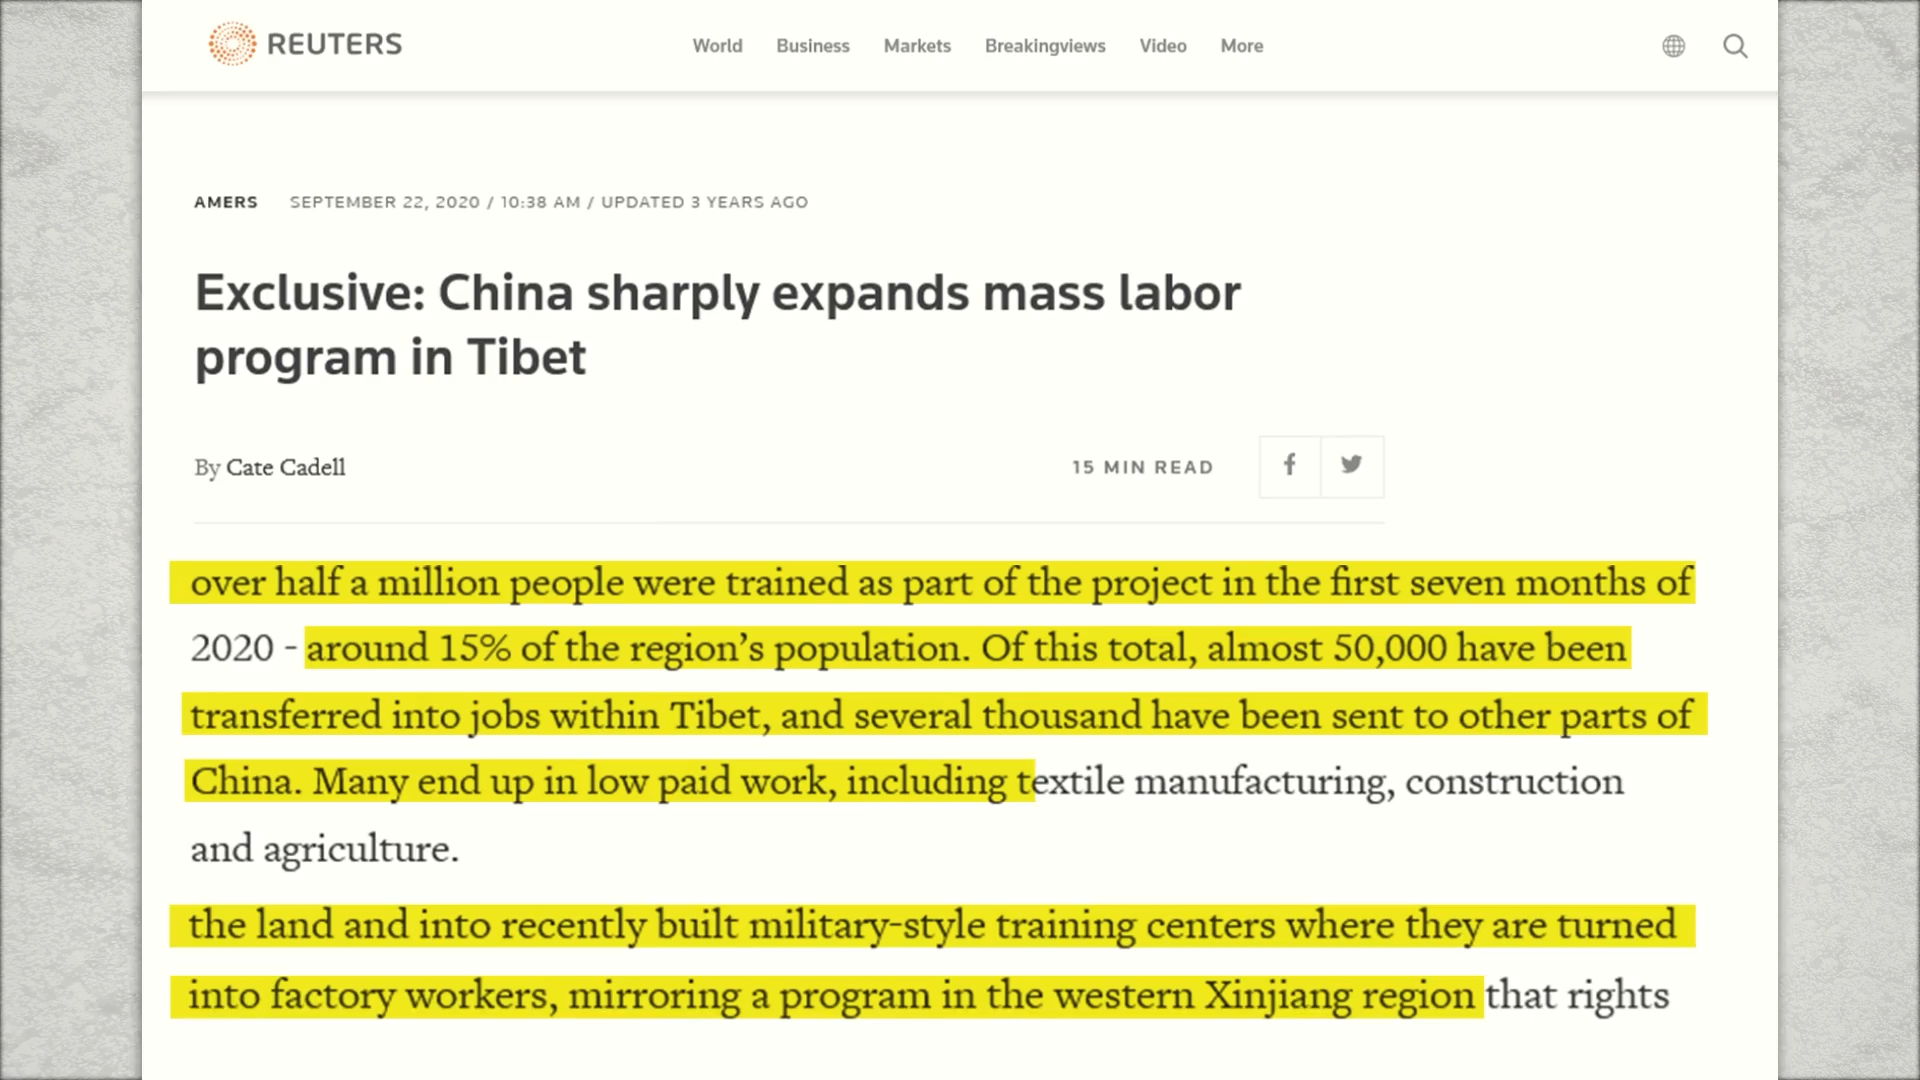 REUTERS
World Business Markets Breakingviews Video More
AMERS SEPTEMBER 22, 2020 / 10:38 AM / UPDATED 3 YEARS AGO
Exclusive: China sharply expands mass labor
program in Tibet
By Cate Cadell
15 MIN READ
over half a million people were trained as part of the project in the first seven months of
2020 - around 15% of the region’s population. Of this total, almost 50,000 have been
transferred into jobs within Tibet, and several thousand have been sent to other parts of
China. Many end up in low paid work, including textile manufacturing, construction
and agriculture.
the land and into recently built military-style training centers where they are turned
into factory workers, mirroring a program in the western Xinjiang region that rights